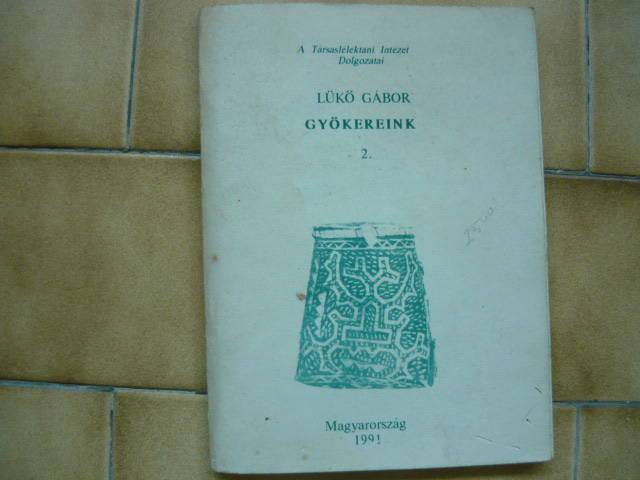 A Társaslélektani Intézet
Dolgozatai
LÜKŐ GÁBOR
GYÖKEREINK
2.
Magyarország
1991